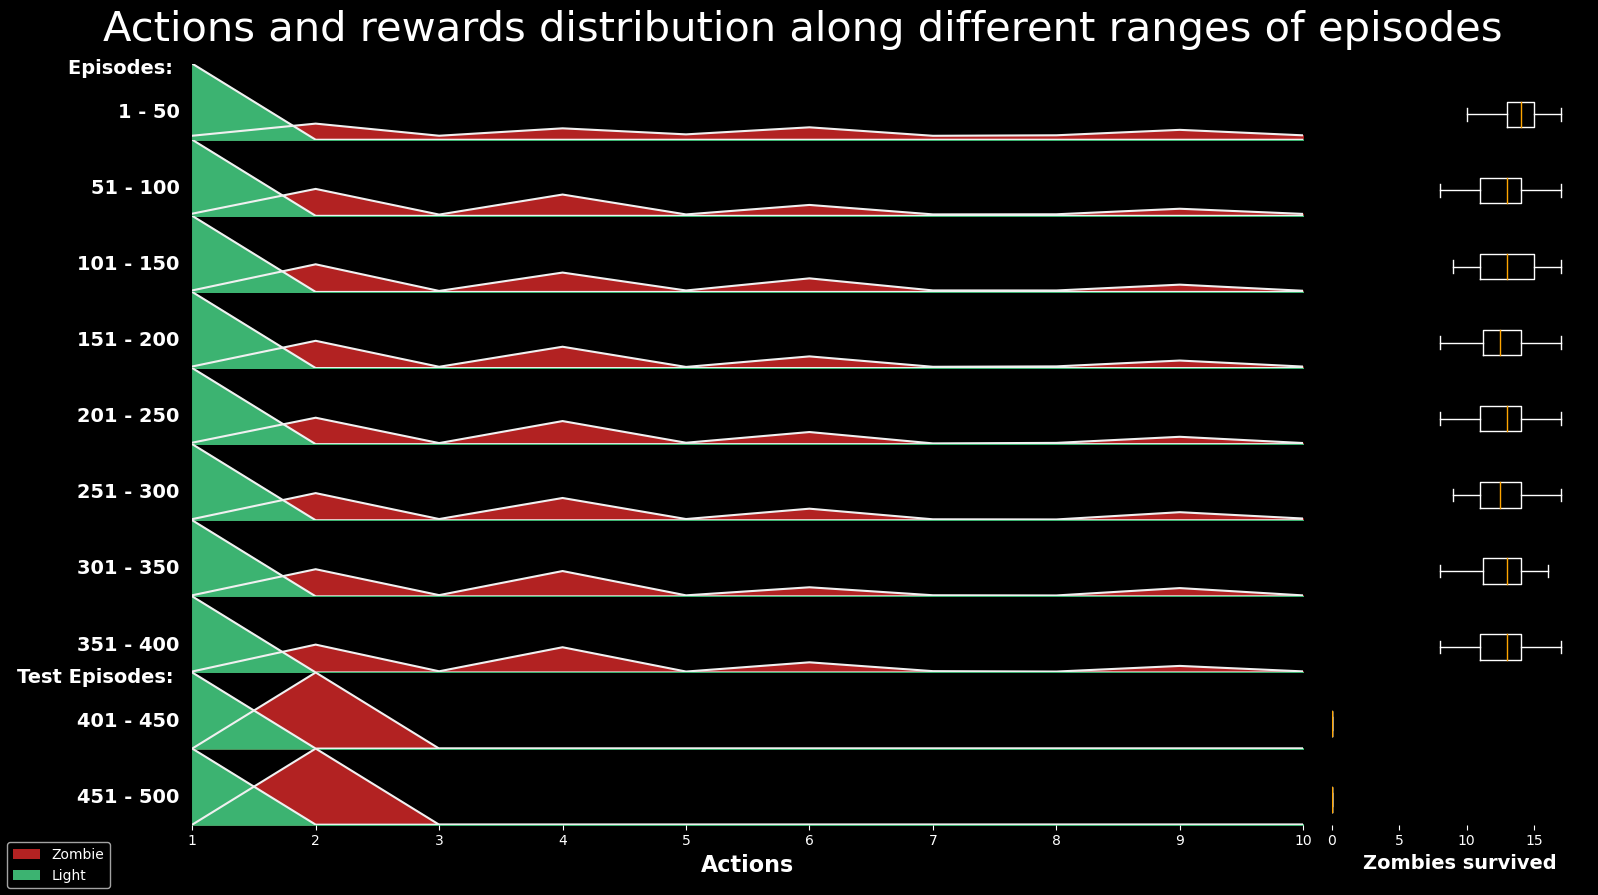 Actions and rewards distribution along different ranges of episodes
Episodes:
1 - 50
51 - 100
101 - 150
151 - 200
201 - 250
251 - 300
301 - 350
351 - 400
Test Episodes:
401 - 450
451 - 500
1 2 3 4 5 6 7 8 9 10
0 5 10 15
Actions
Zombies survived
Zombie
Light